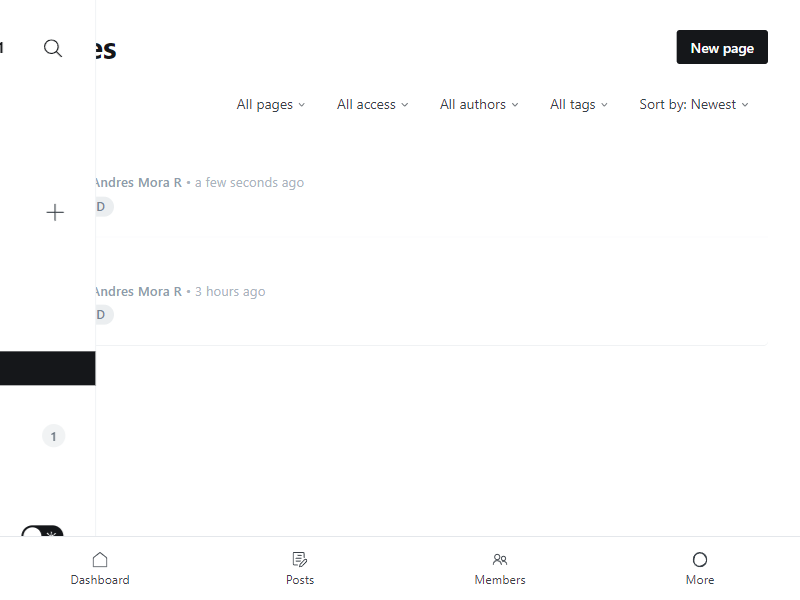 es
New page
All pages
All access
All authors
All tags
Sort by: Newest
Andres Mora R • a few seconds ago
D
Andres Mora R • 3 hours ago
D
1
Dashboard
Posts
Members
More